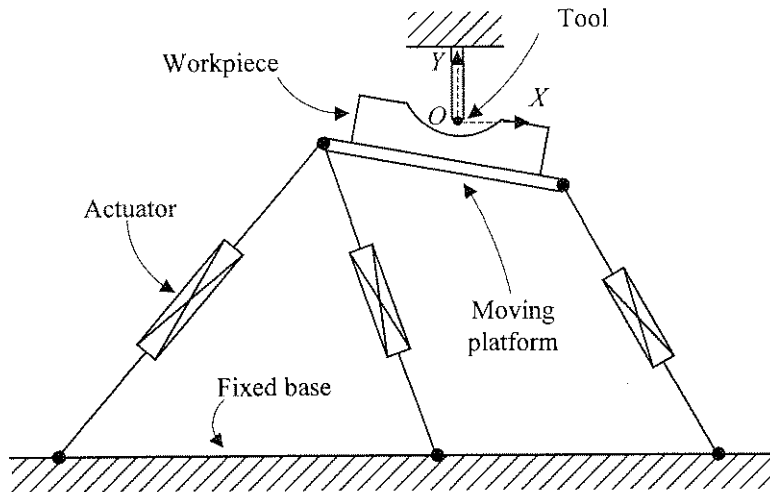 Tool
Workpiece
Y
O
X
Actuator
Moving
platform
Fixed base